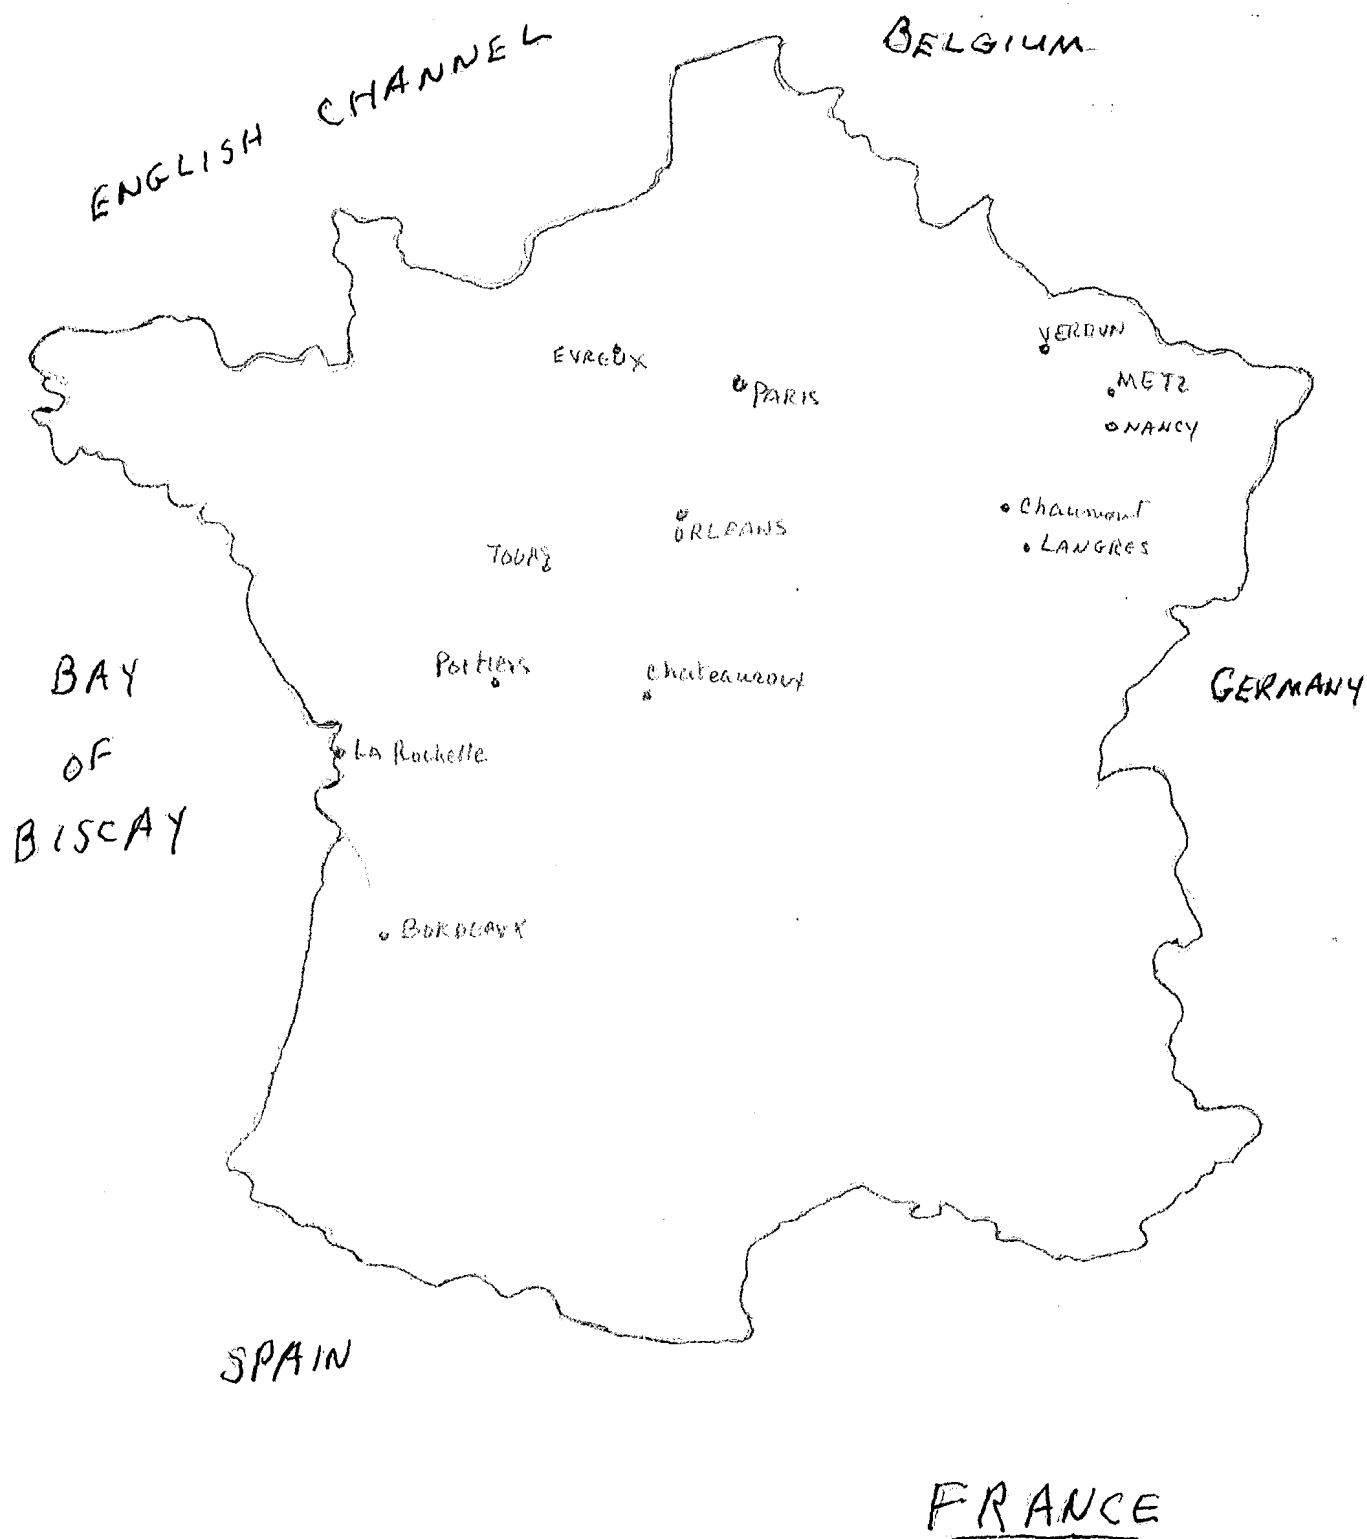 BELGIUM
ENGLISH CHANNEL
VERDUN
EVREUX
METZ
PARIS
NANCY
Chaumont
ORLEANS
LANGRES
TOURS
Poitiers
Chateauroux
BAY
OF
BISCAY
GERMANY
La Rochelle
BORDEAUX
SPAIN
FRANCE